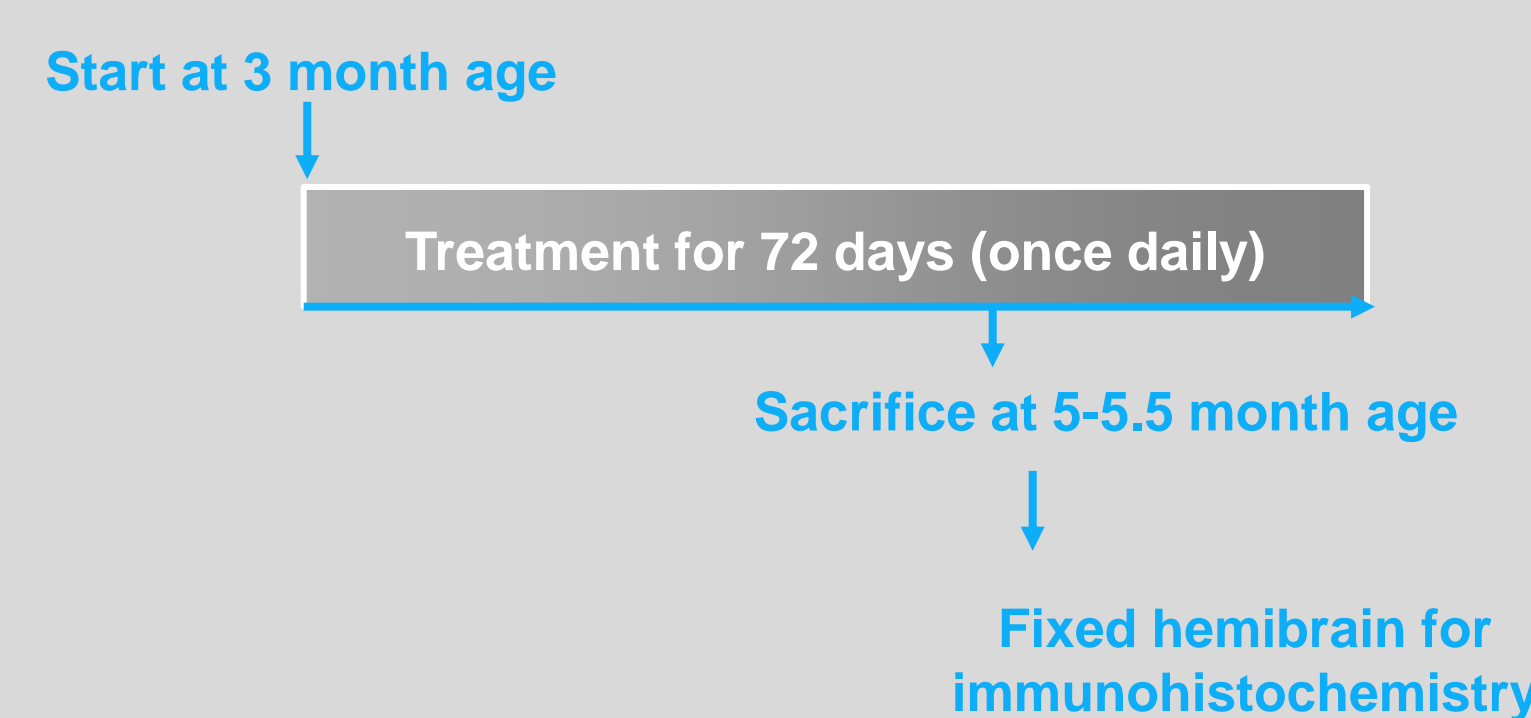 Start at 3 month age
Treatment for 72 days (once daily)
Sacrifice at 5-5.5 month age
Fixed hemibrain for
immunohistochemistry